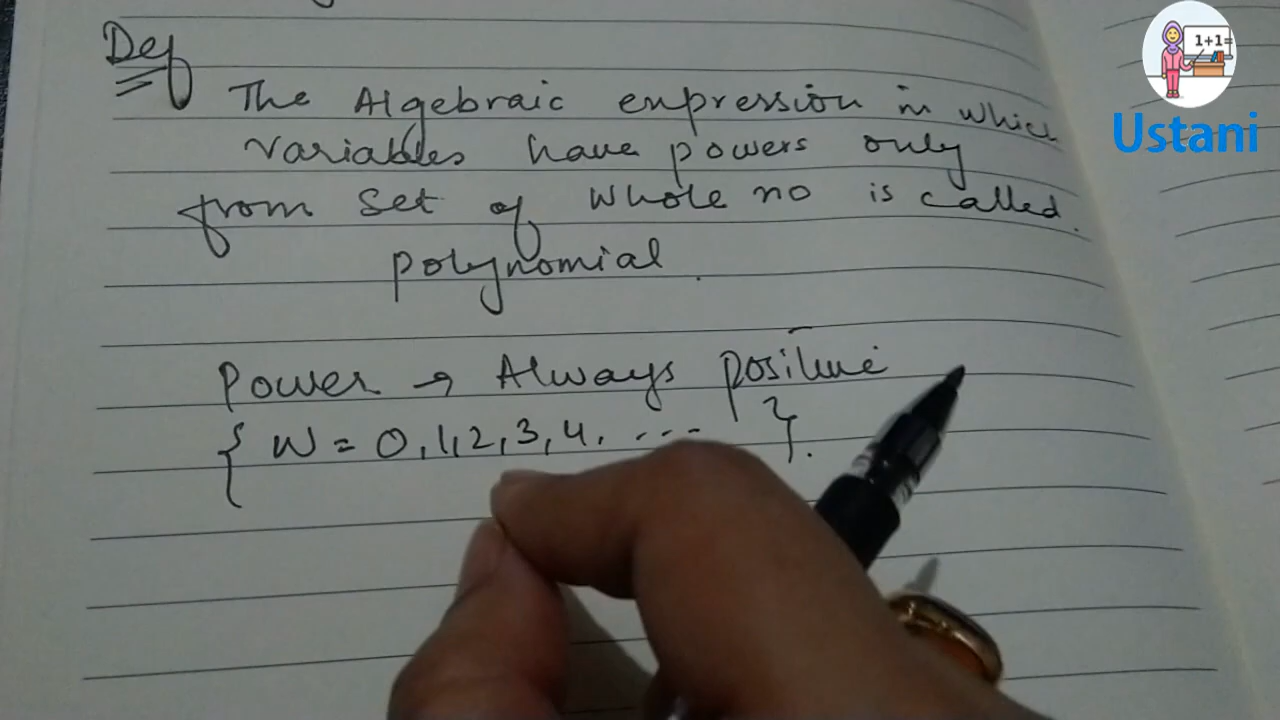 Def
The Algebraic expression in which
variables have powers only
from set of whole no is called.
polynomial.
Power → Always positive
{ W = 0,1,2,3,4, ... }.
1+1=
Ustani